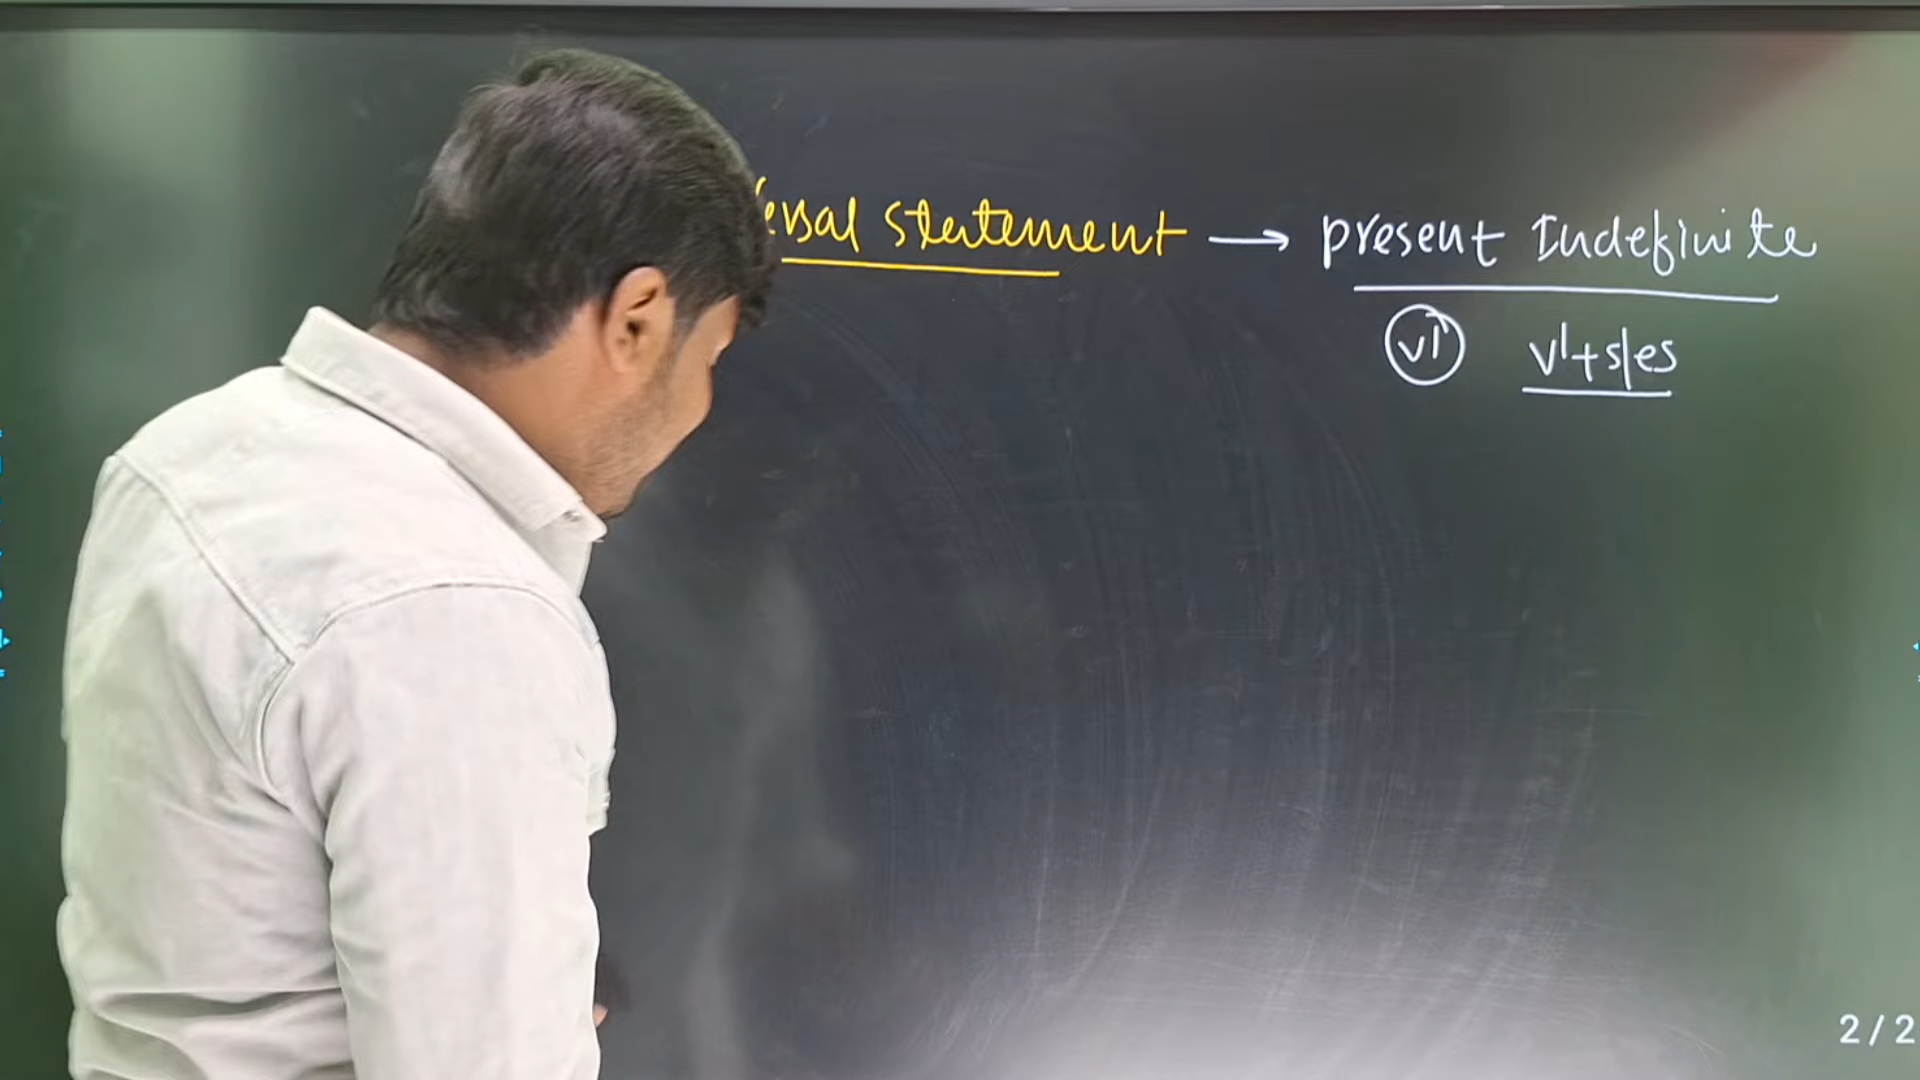 ersal statement → present Indefinite
v1 v1+s/es
2/2